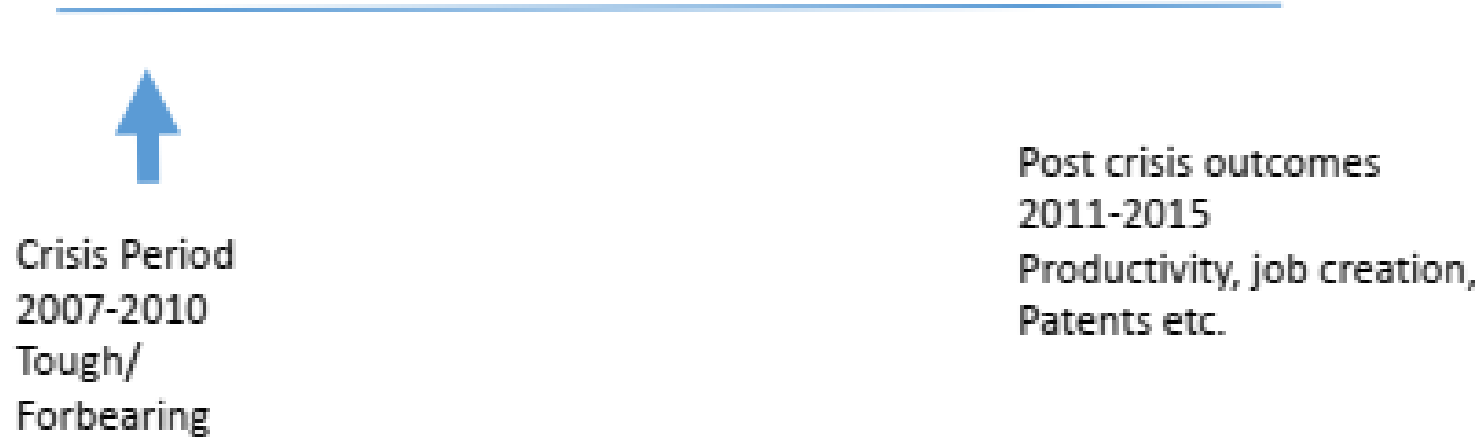 Crisis Period
2007-2010
Tough/
Forbearing
Post crisis outcomes
2011-2015
Productivity, job creation,
Patents etc.